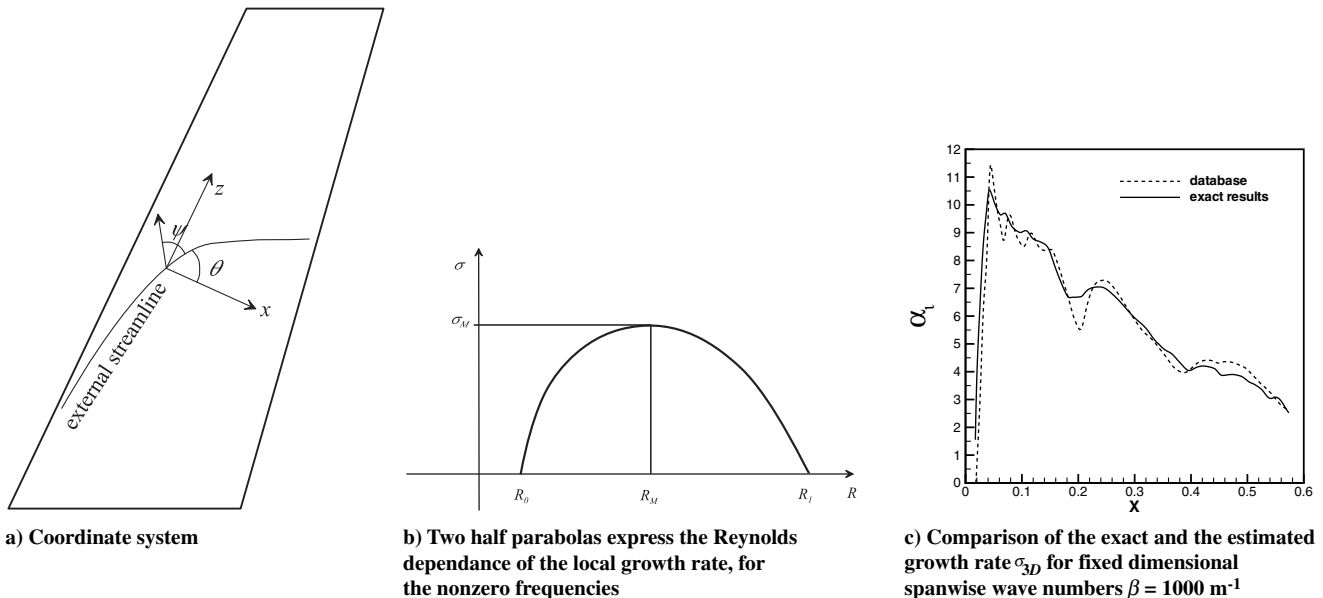 z
ψ
θ
x
external streamline
a) Coordinate system
σ
σ_M
R_0
R_M
R_1
R
b) Two half parabolas express the Reynolds
dependance of the local growth rate, for
the nonzero frequencies
12
11
10
9
8
7
6
5
4
3
2
1
0
α_ι
database
exact results
0
0.1
0.2
0.3
0.4
0.5
0.6
X
c) Comparison of the exact and the estimated
growth rate σ_3D for fixed dimensional
spanwise wave numbers β = 1000 m⁻¹